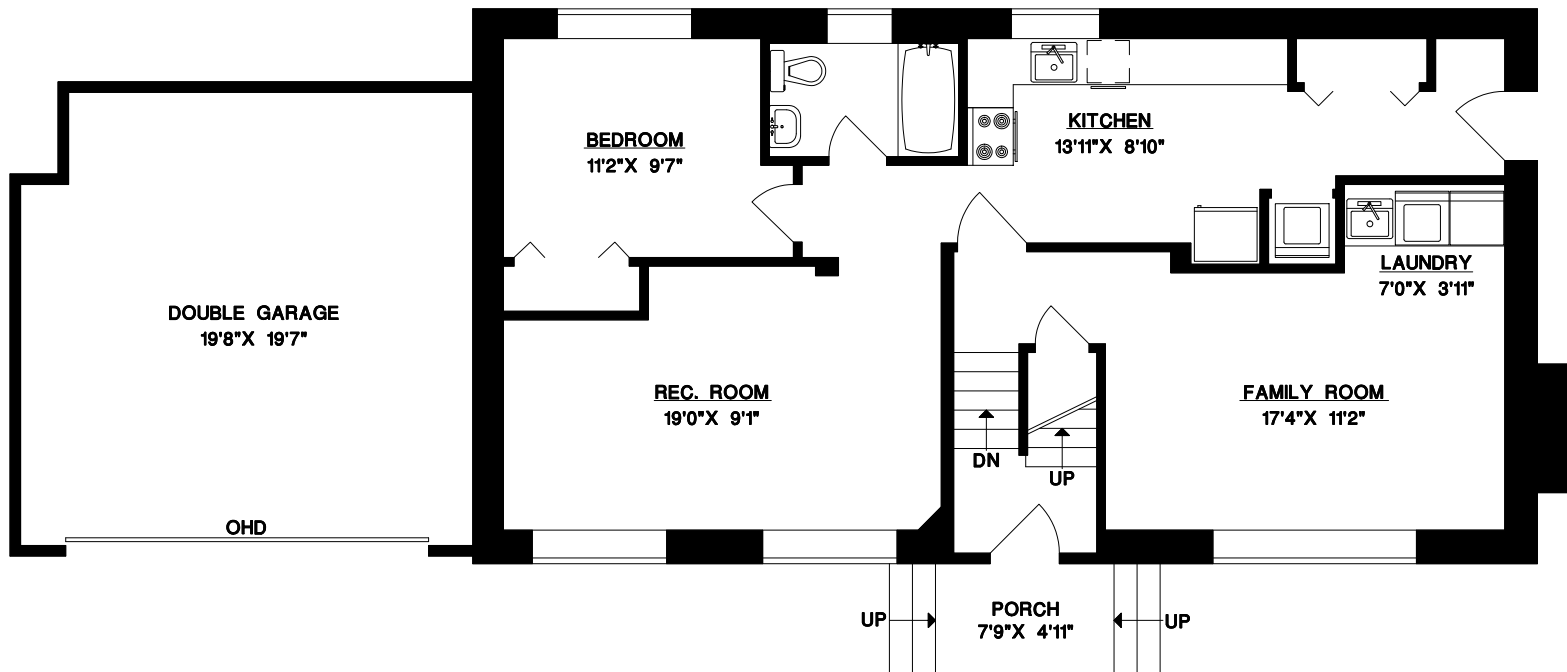 BEDROOM
11'2"X 9'7"
KITCHEN
13'11"X 8'10"
LAUNDRY
7'0"X 3'11"
DOUBLE GARAGE
19'8"X 19'7"
REC. ROOM
19'0"X 9'1"
FAMILY ROOM
17'4"X 11'2"
DN
UP
OHD
UP
PORCH
7'9"X 4'11"
UP